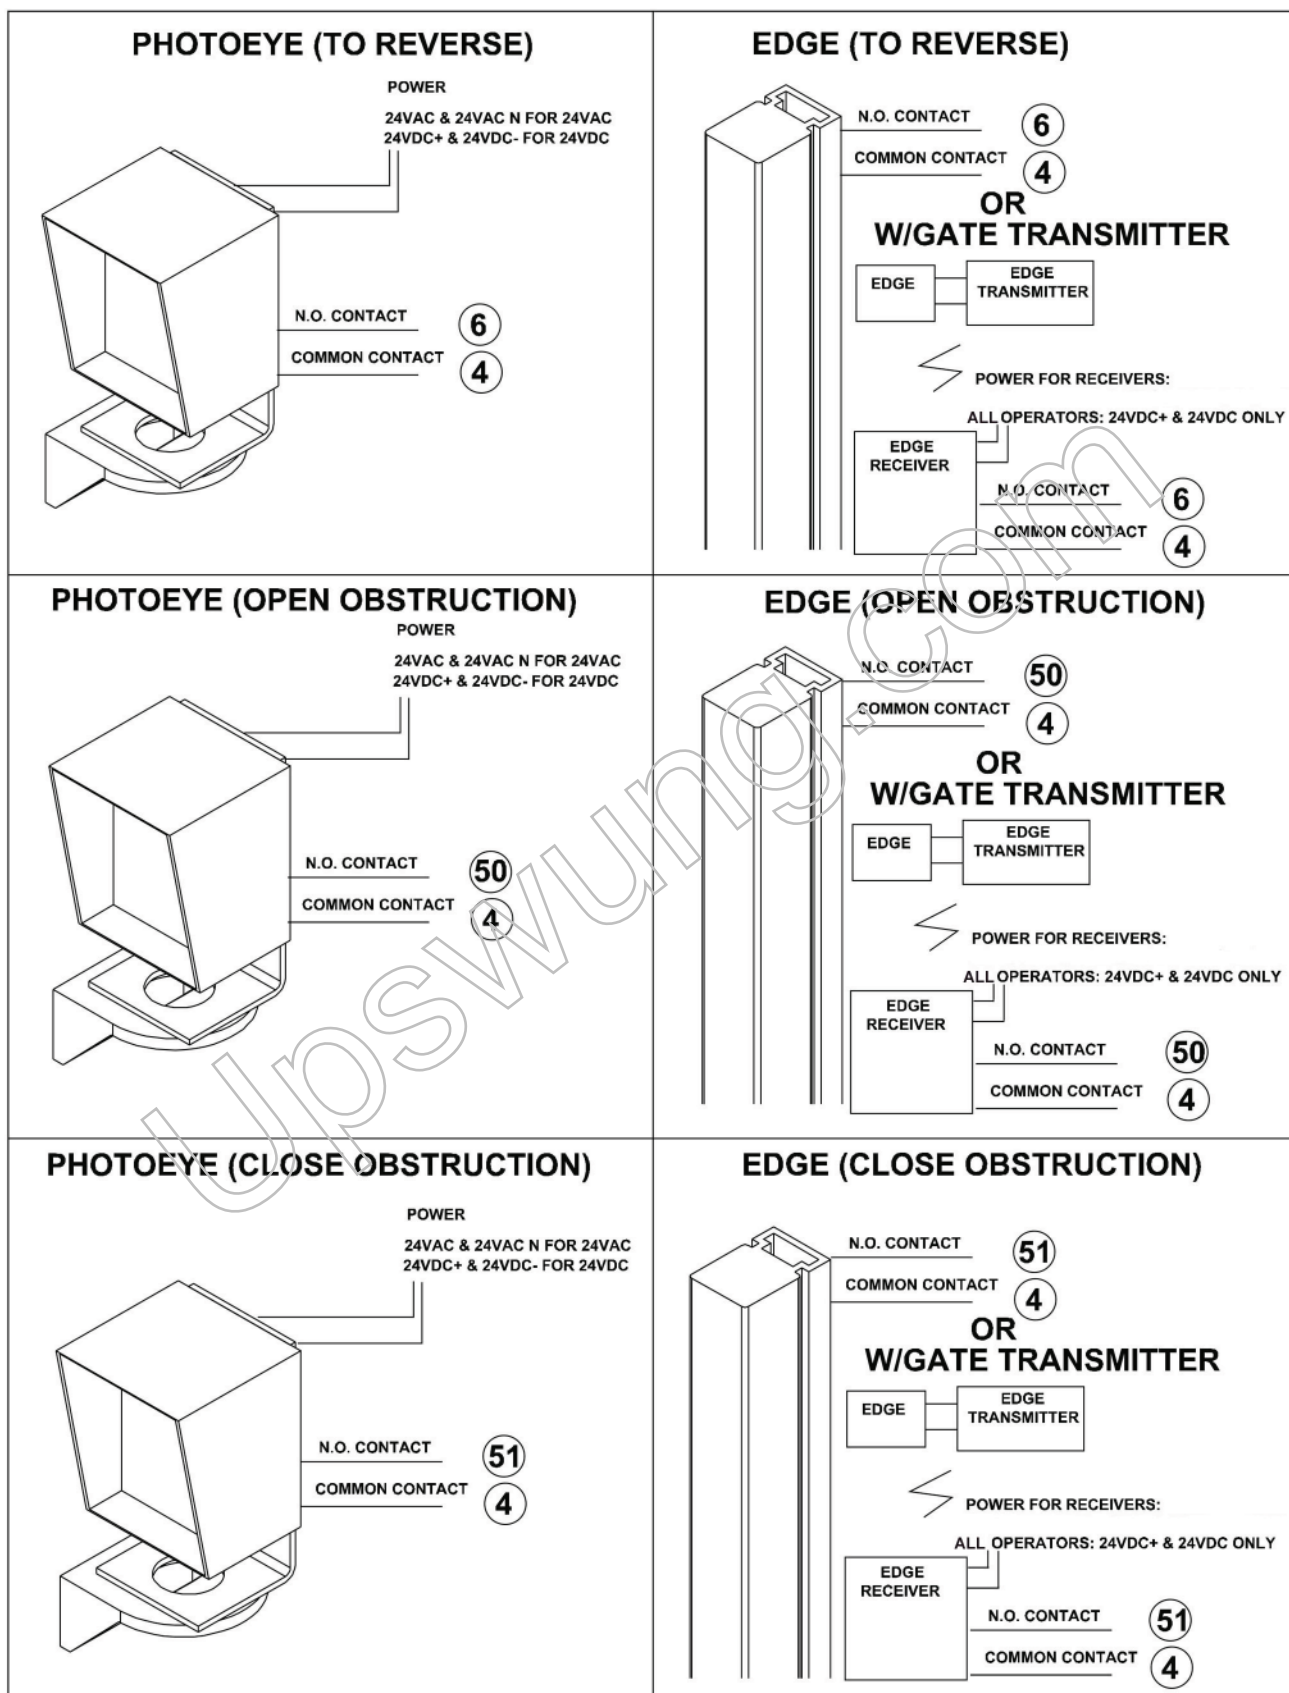 PHOTOEYE (TO REVERSE)
POWER
24VAC & 24VAC N FOR 24VAC
24VDC+ & 24VDC- FOR 24VDC
N.O. CONTACT
6
COMMON CONTACT
4
EDGE (TO REVERSE)
N.O. CONTACT
6
COMMON CONTACT
4
OR
W/GATE TRANSMITTER
EDGE
EDGE
TRANSMITTER
POWER FOR RECEIVERS:
ALL OPERATORS: 24VDC+ & 24VDC ONLY
EDGE
RECEIVER
N.O. CONTACT
6
COMMON CONTACT
4
PHOTOEYE (OPEN OBSTRUCTION)
POWER
24VAC & 24VAC N FOR 24VAC
24VDC+ & 24VDC- FOR 24VDC
N.O. CONTACT
50
COMMON CONTACT
4
EDGE (OPEN OBSTRUCTION)
N.O. CONTACT
50
COMMON CONTACT
4
OR
W/GATE TRANSMITTER
EDGE
EDGE
TRANSMITTER
POWER FOR RECEIVERS:
ALL OPERATORS: 24VDC+ & 24VDC ONLY
EDGE
RECEIVER
N.O. CONTACT
50
COMMON CONTACT
4
PHOTOEYE (CLOSE OBSTRUCTION)
POWER
24VAC & 24VAC N FOR 24VAC
24VDC+ & 24VDC- FOR 24VDC
N.O. CONTACT
51
COMMON CONTACT
4
EDGE (CLOSE OBSTRUCTION)
N.O. CONTACT
51
COMMON CONTACT
4
OR
W/GATE TRANSMITTER
EDGE
EDGE
TRANSMITTER
POWER FOR RECEIVERS:
ALL OPERATORS: 24VDC+ & 24VDC ONLY
EDGE
RECEIVER
N.O. CONTACT
51
COMMON CONTACT
4
Upswung.com